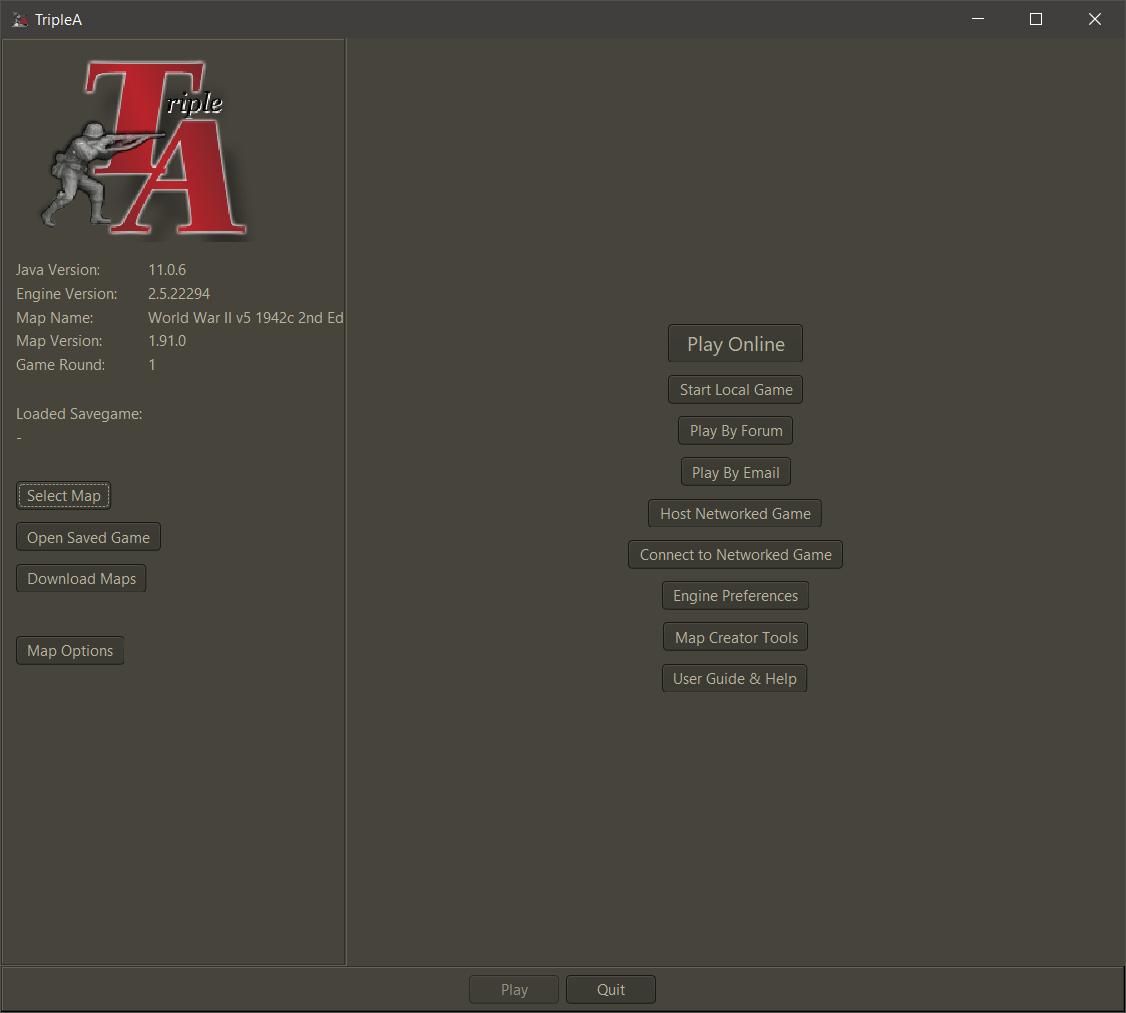 TripleA
Triple
A
Java Version: 11.0.6
Engine Version: 2.5.22294
Map Name: World War II v5 1942c 2nd Ed
Map Version: 1.91.0
Game Round: 1
Loaded Savegame:
-
Select Map
Open Saved Game
Download Maps
Map Options
Play Online
Start Local Game
Play By Forum
Play By Email
Host Networked Game
Connect to Networked Game
Engine Preferences
Map Creator Tools
User Guide & Help
Play Quit